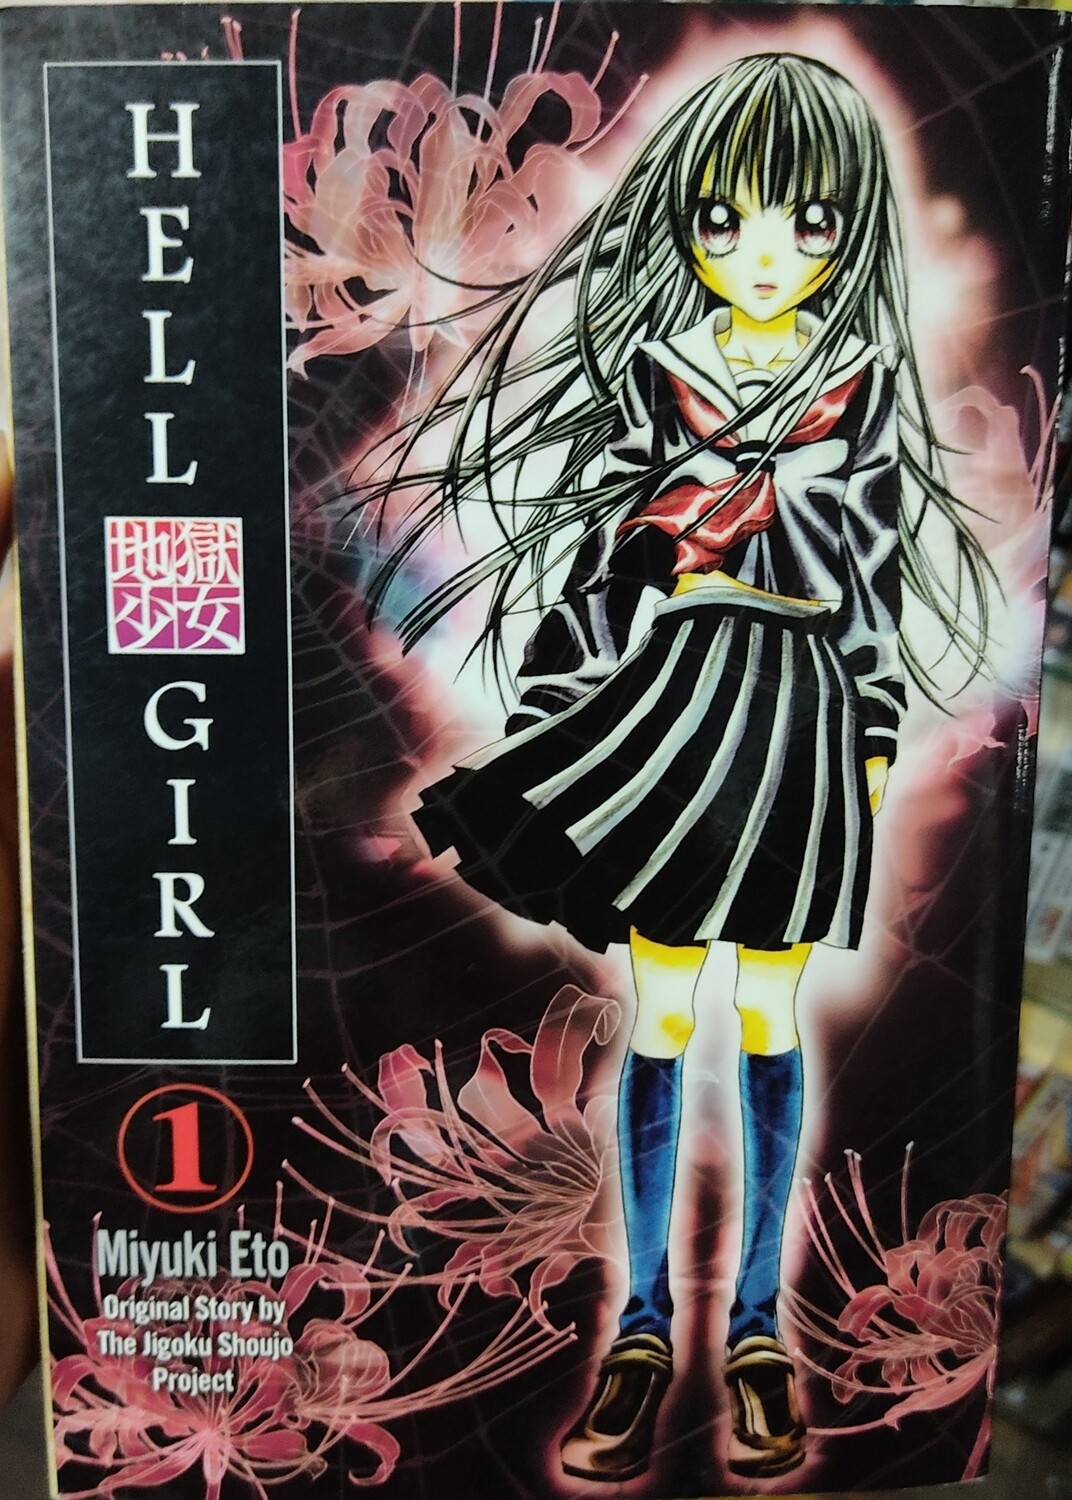 HELL
地獄
少女
GIRL
1
Miyuki Eto
Original Story by
The Jigoku Shoujo
Project